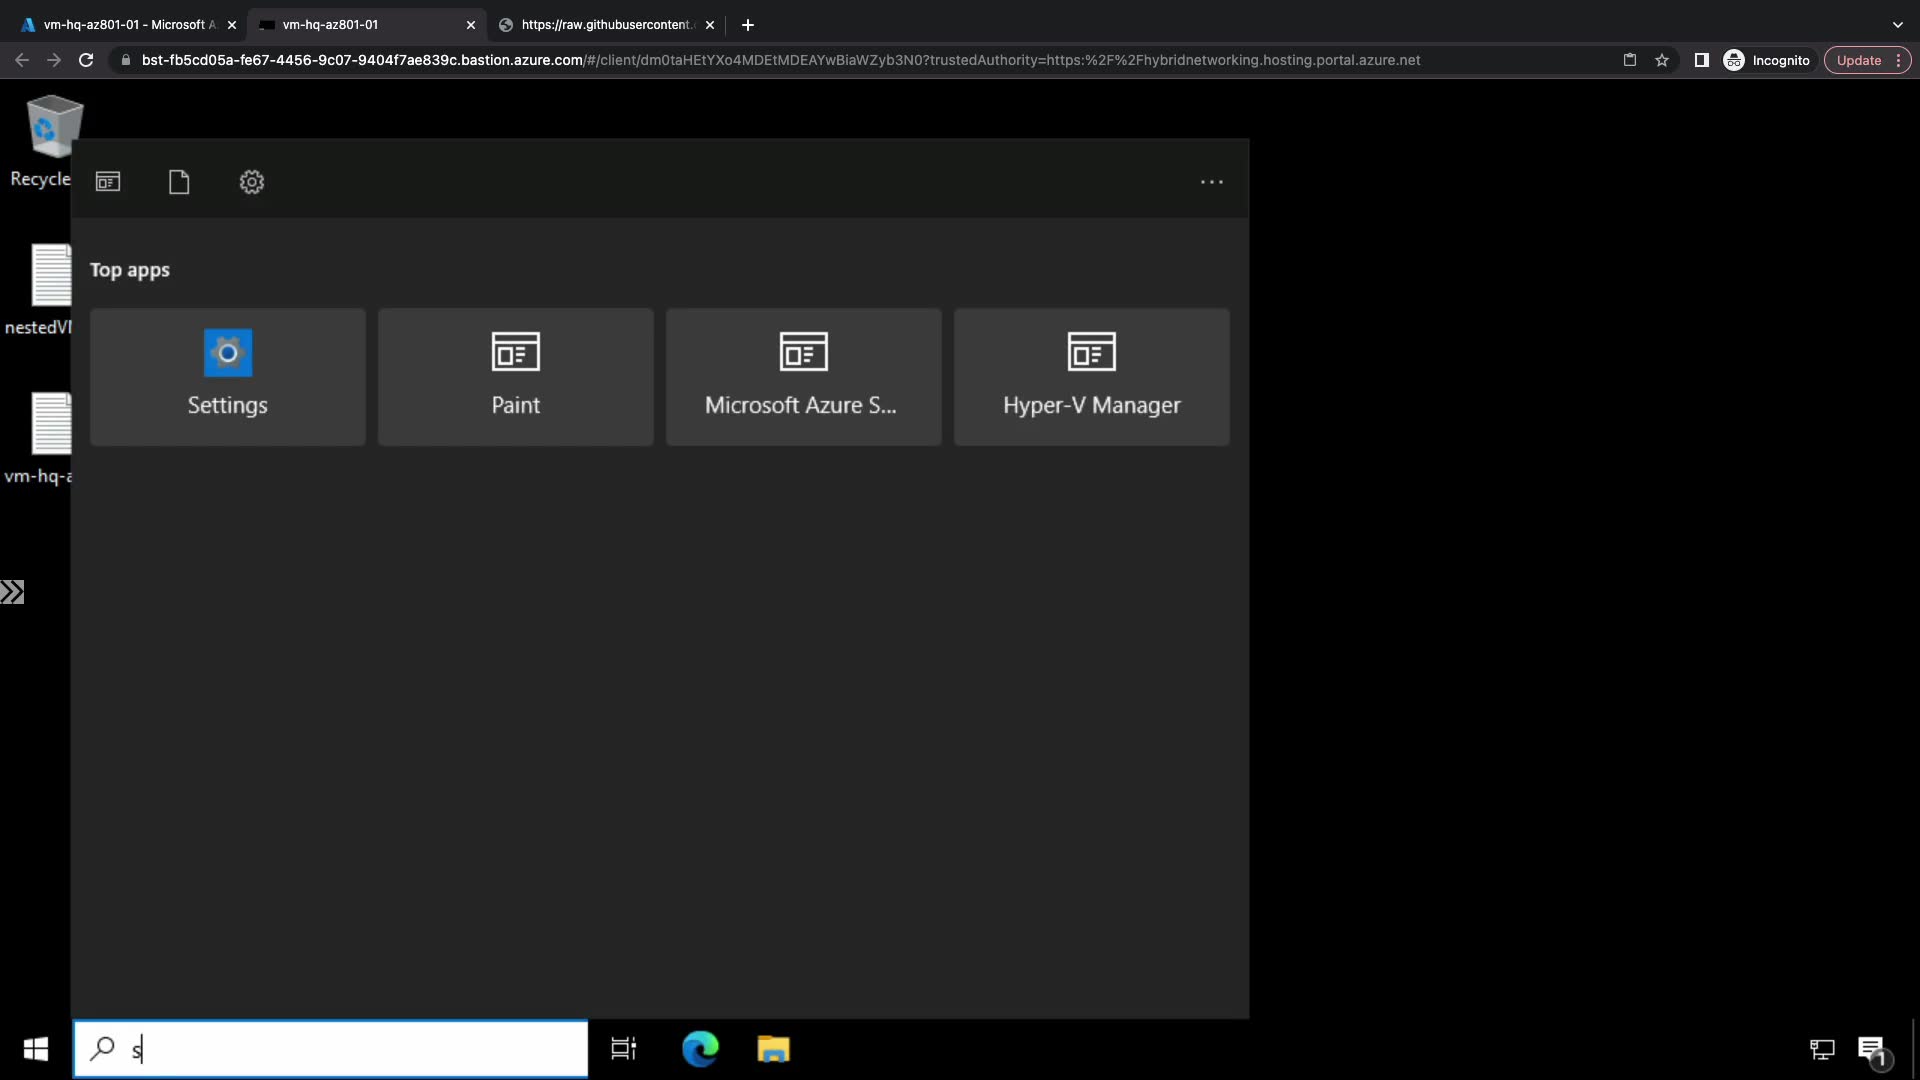 vm-hq-az801-01 - Microsoft A
vm-hq-az801-01
https://raw.githubusercontent.
bst-fb5cd05a-fe67-4456-9c07-9404f7ae839c.bastion.azure.com/#/client/dm0taHEtYXo4MDEtMDEAYwBiaWZyb3N0?trustedAuthority=https:%2F%2Fhybridnetworking.hosting.portal.azure.net
Incognito
Update
Recycle
nestedVM
vm-hq-a
Top apps
Settings
Paint
Microsoft Azure S...
Hyper-V Manager
s
1